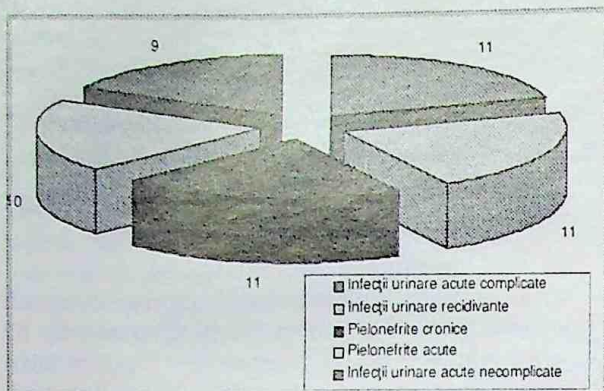 9 11
11
11
Infecții urinare acute complicate
Infecții urinare recidivante
Pielonefrite cronice
Pielonefrite acute
Infecții urinare acute necomplicate